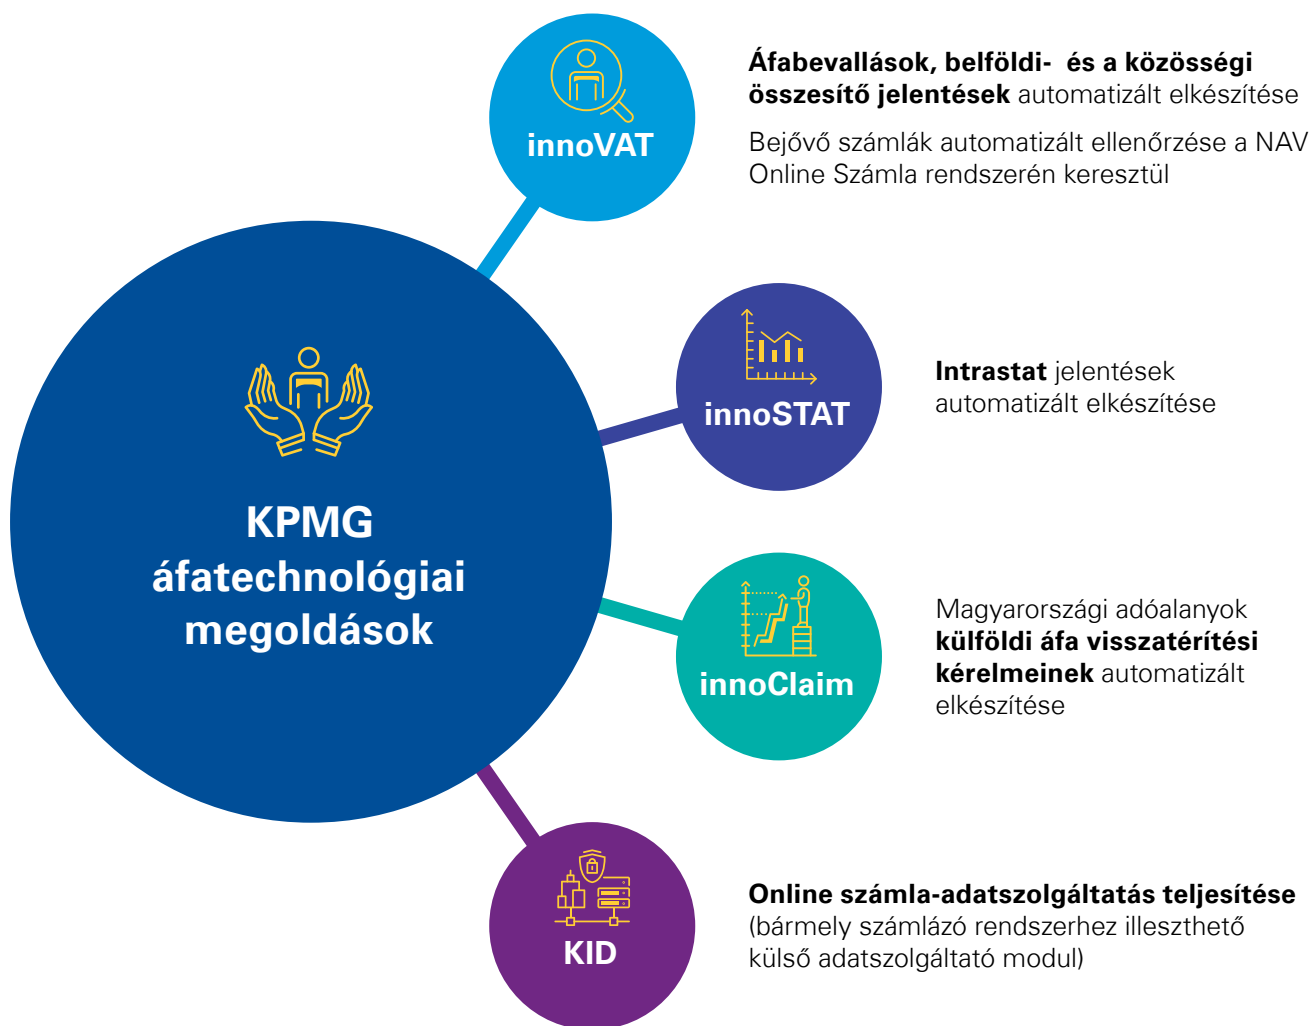 innoVAT
Áfabevallások, belföldi- és a közösségi
összesítő jelentések automatizált elkészítése
Bejővő számlák automatizált ellenőrzése a NAV
Online Számla rendszerén keresztül
innoSTAT
Intrastat jelentések
automatizált elkészítése
KPMG
áfatechnológiai
megoldások
innoClaim
Magyarországi adóalanyok
külföldi áfa visszatérítési
kérelmeinek automatizált
elkészítése
KID
Online számla-adatszolgáltatás teljesítése
(bármely számlázó rendszerhez illeszthető
külső adatszolgáltató modul)